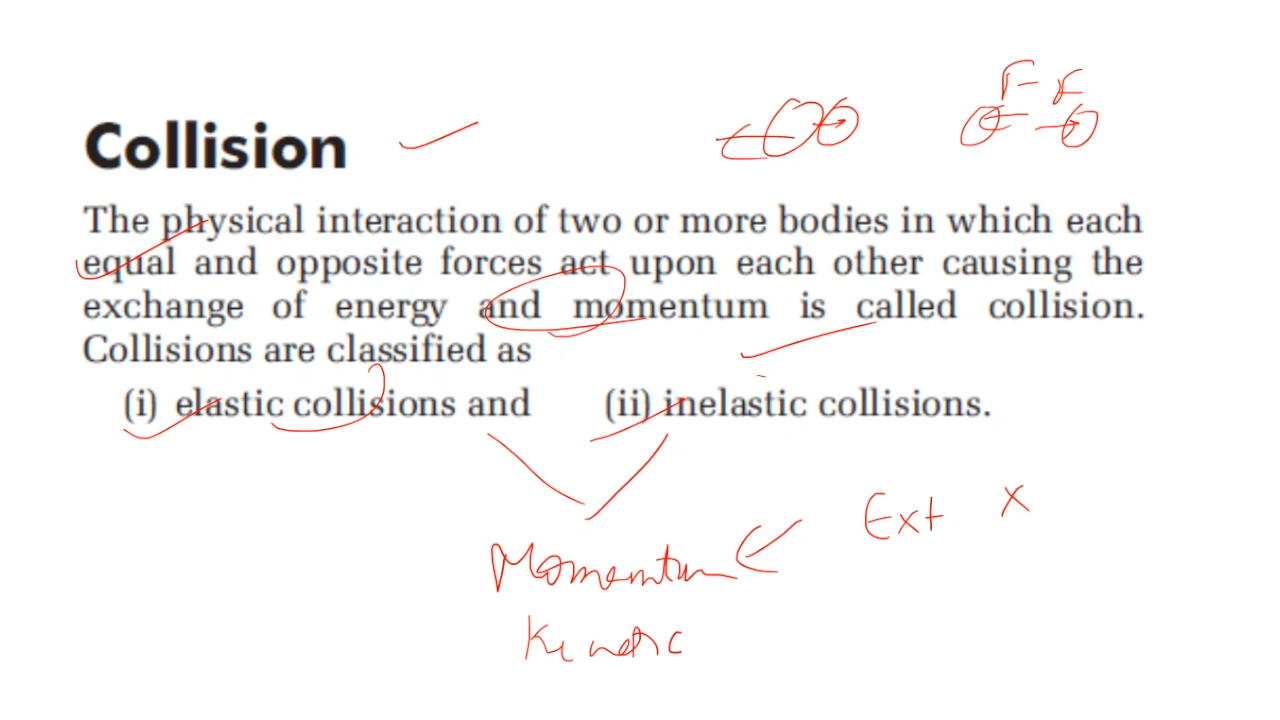 F F
Collision
The physical interaction of two or more bodies in which each
equal and opposite forces act upon each other causing the
exchange of energy and momentum is called collision.
Collisions are classified as
(i) elastic collisions and (ii) inelastic collisions.
Ext x
Momentum
Kinetic